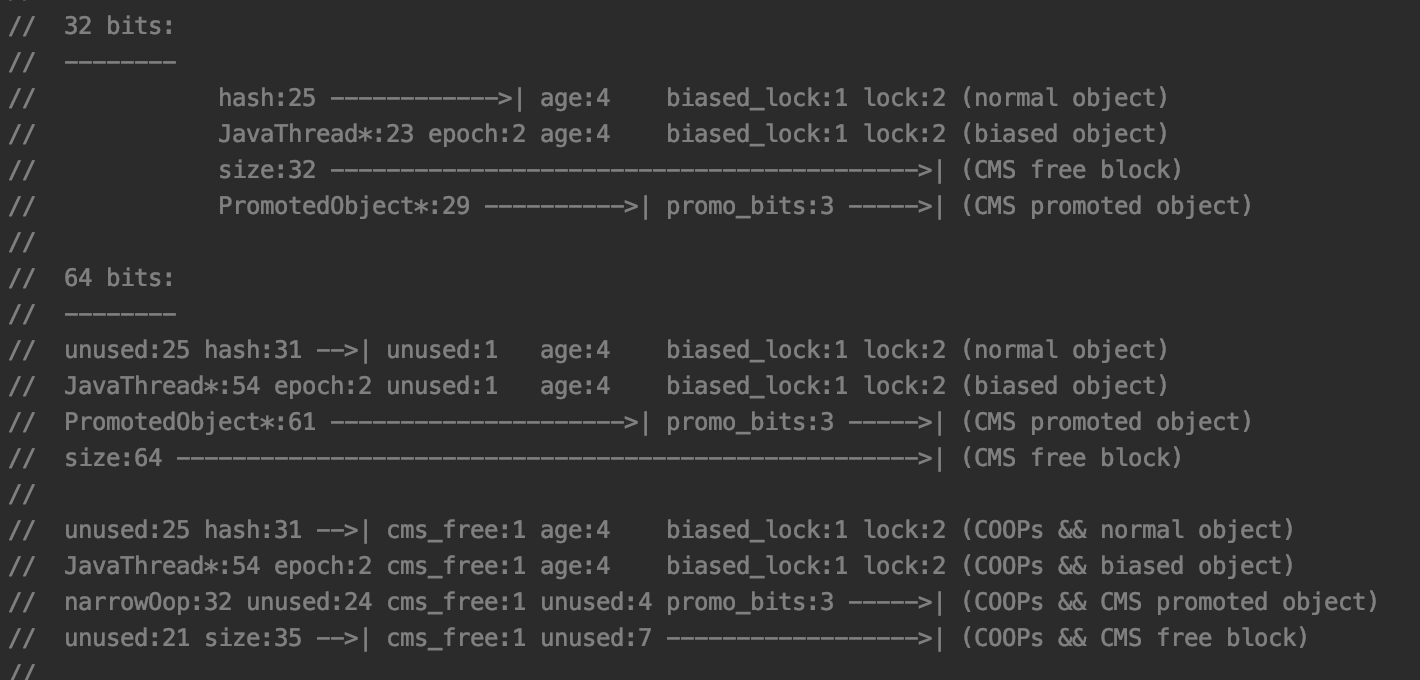 //  32 bits:
//  --------
//             hash:25 ------------>| age:4    biased_lock:1 lock:2 (normal object)
//             JavaThread*:23 epoch:2 age:4    biased_lock:1 lock:2 (biased object)
//             size:32 ------------------------------------------>| (CMS free block)
//             PromotedObject*:29 ---------->| promo_bits:3 ----->| (CMS promoted object)
//
//  64 bits:
//  --------
//  unused:25 hash:31 -->| unused:1   age:4    biased_lock:1 lock:2 (normal object)
//  JavaThread*:54 epoch:2 unused:1   age:4    biased_lock:1 lock:2 (biased object)
//  PromotedObject*:61 --------------------->| promo_bits:3 ----->| (CMS promoted object)
//  size:64 ----------------------------------------------------->| (CMS free block)
//
//  unused:25 hash:31 -->| cms_free:1 age:4    biased_lock:1 lock:2 (COOPs && normal object)
//  JavaThread*:54 epoch:2 cms_free:1 age:4    biased_lock:1 lock:2 (COOPs && biased object)
//  narrowOop:32 unused:24 cms_free:1 unused:4 promo_bits:3 ----->| (COOPs && CMS promoted object)
//  unused:21 size:35 -->| cms_free:1 unused:7 ------------------>| (COOPs && CMS free block)
//